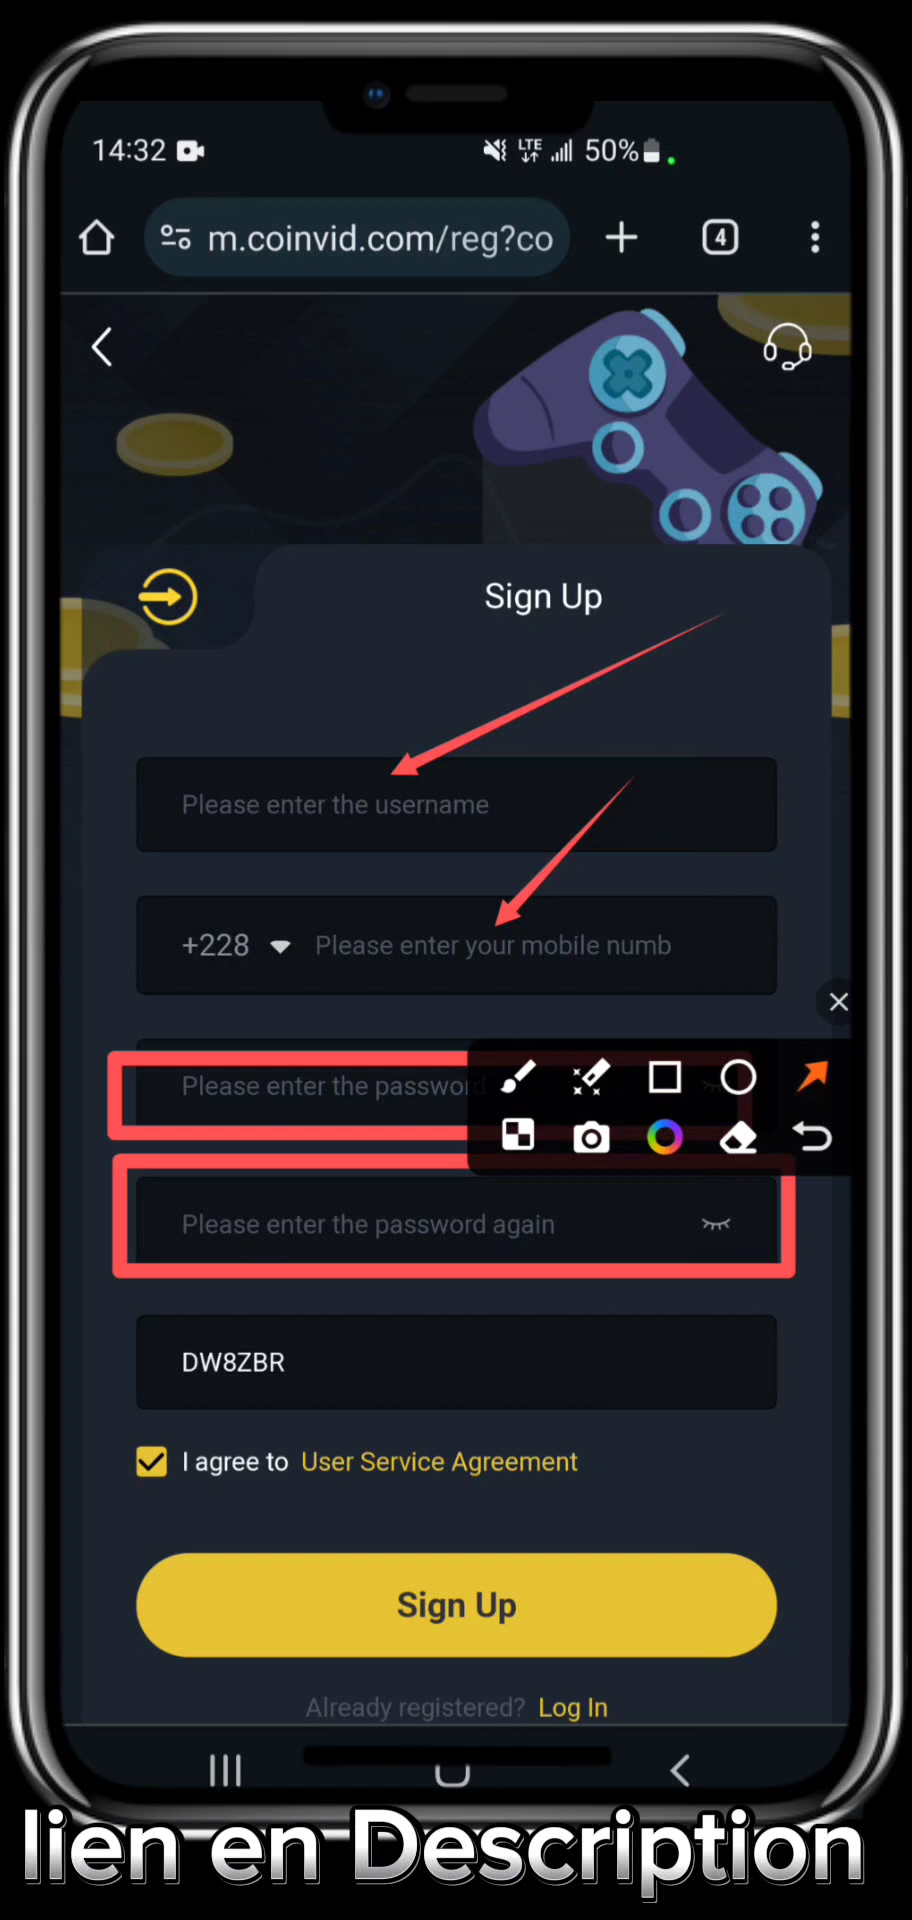 14:32 LTE 50%
m.coinvid.com/reg?co 4
Sign Up
Please enter the username
+228 Please enter your mobile numb
Please enter the password
Please enter the password again
DW8ZBR
I agree to User Service Agreement
Sign Up
Already registered? Log In
lien en Description